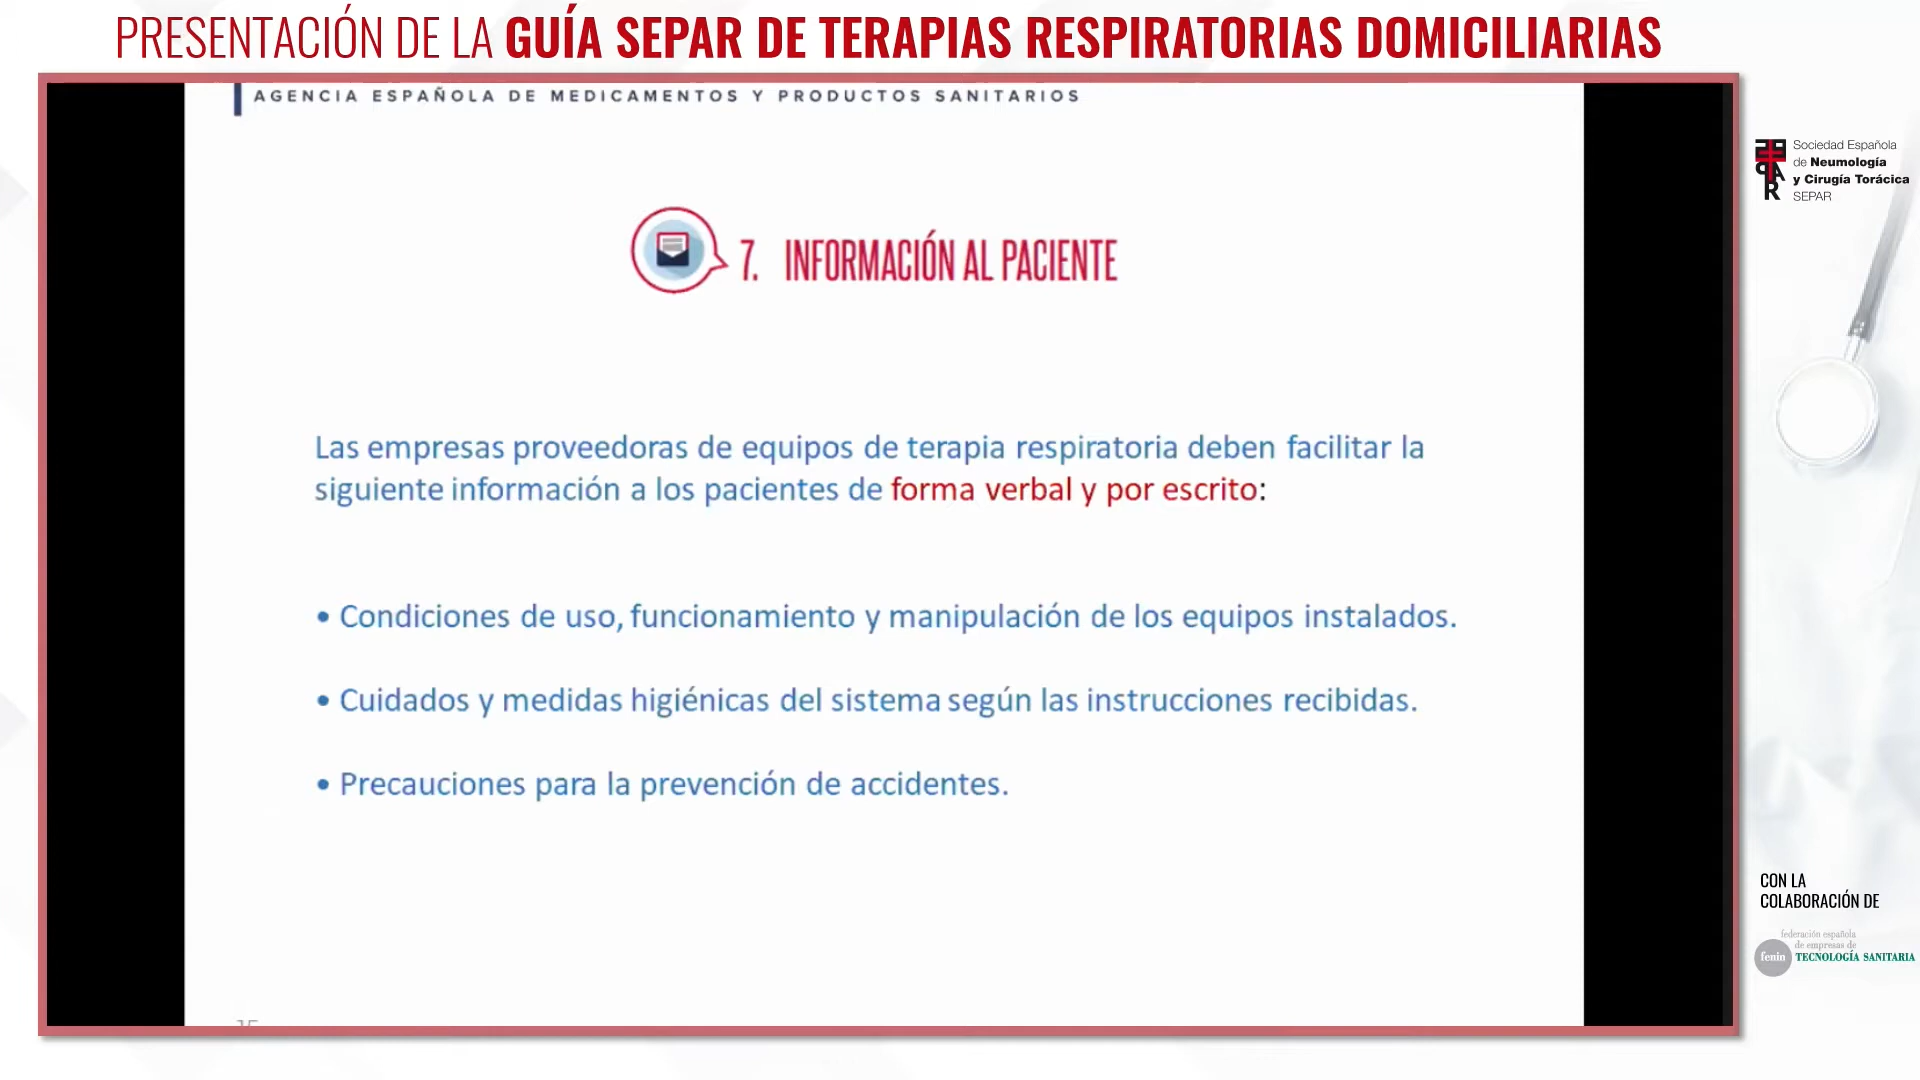 PRESENTACIÓN DE LA GUÍA SEPAR DE TERAPIAS RESPIRATORIAS DOMICILIARIAS
AGENCIA ESPAÑOLA DE MEDICAMENTOS Y PRODUCTOS SANITARIOS
7. INFORMACIÓN AL PACIENTE
Las empresas proveedoras de equipos de terapia respiratoria deben facilitar la
siguiente información a los pacientes de forma verbal y por escrito:
• Condiciones de uso, funcionamiento y manipulación de los equipos instalados.
• Cuidados y medidas higiénicas del sistema según las instrucciones recibidas.
• Precauciones para la prevención de accidentes.
SEPAR
Sociedad Española
de Neumología
y Cirugía Torácica
SEPAR
CON LA
COLABORACIÓN DE
fenin
federación española
de empresas de
TECNOLOGÍA SANITARIA